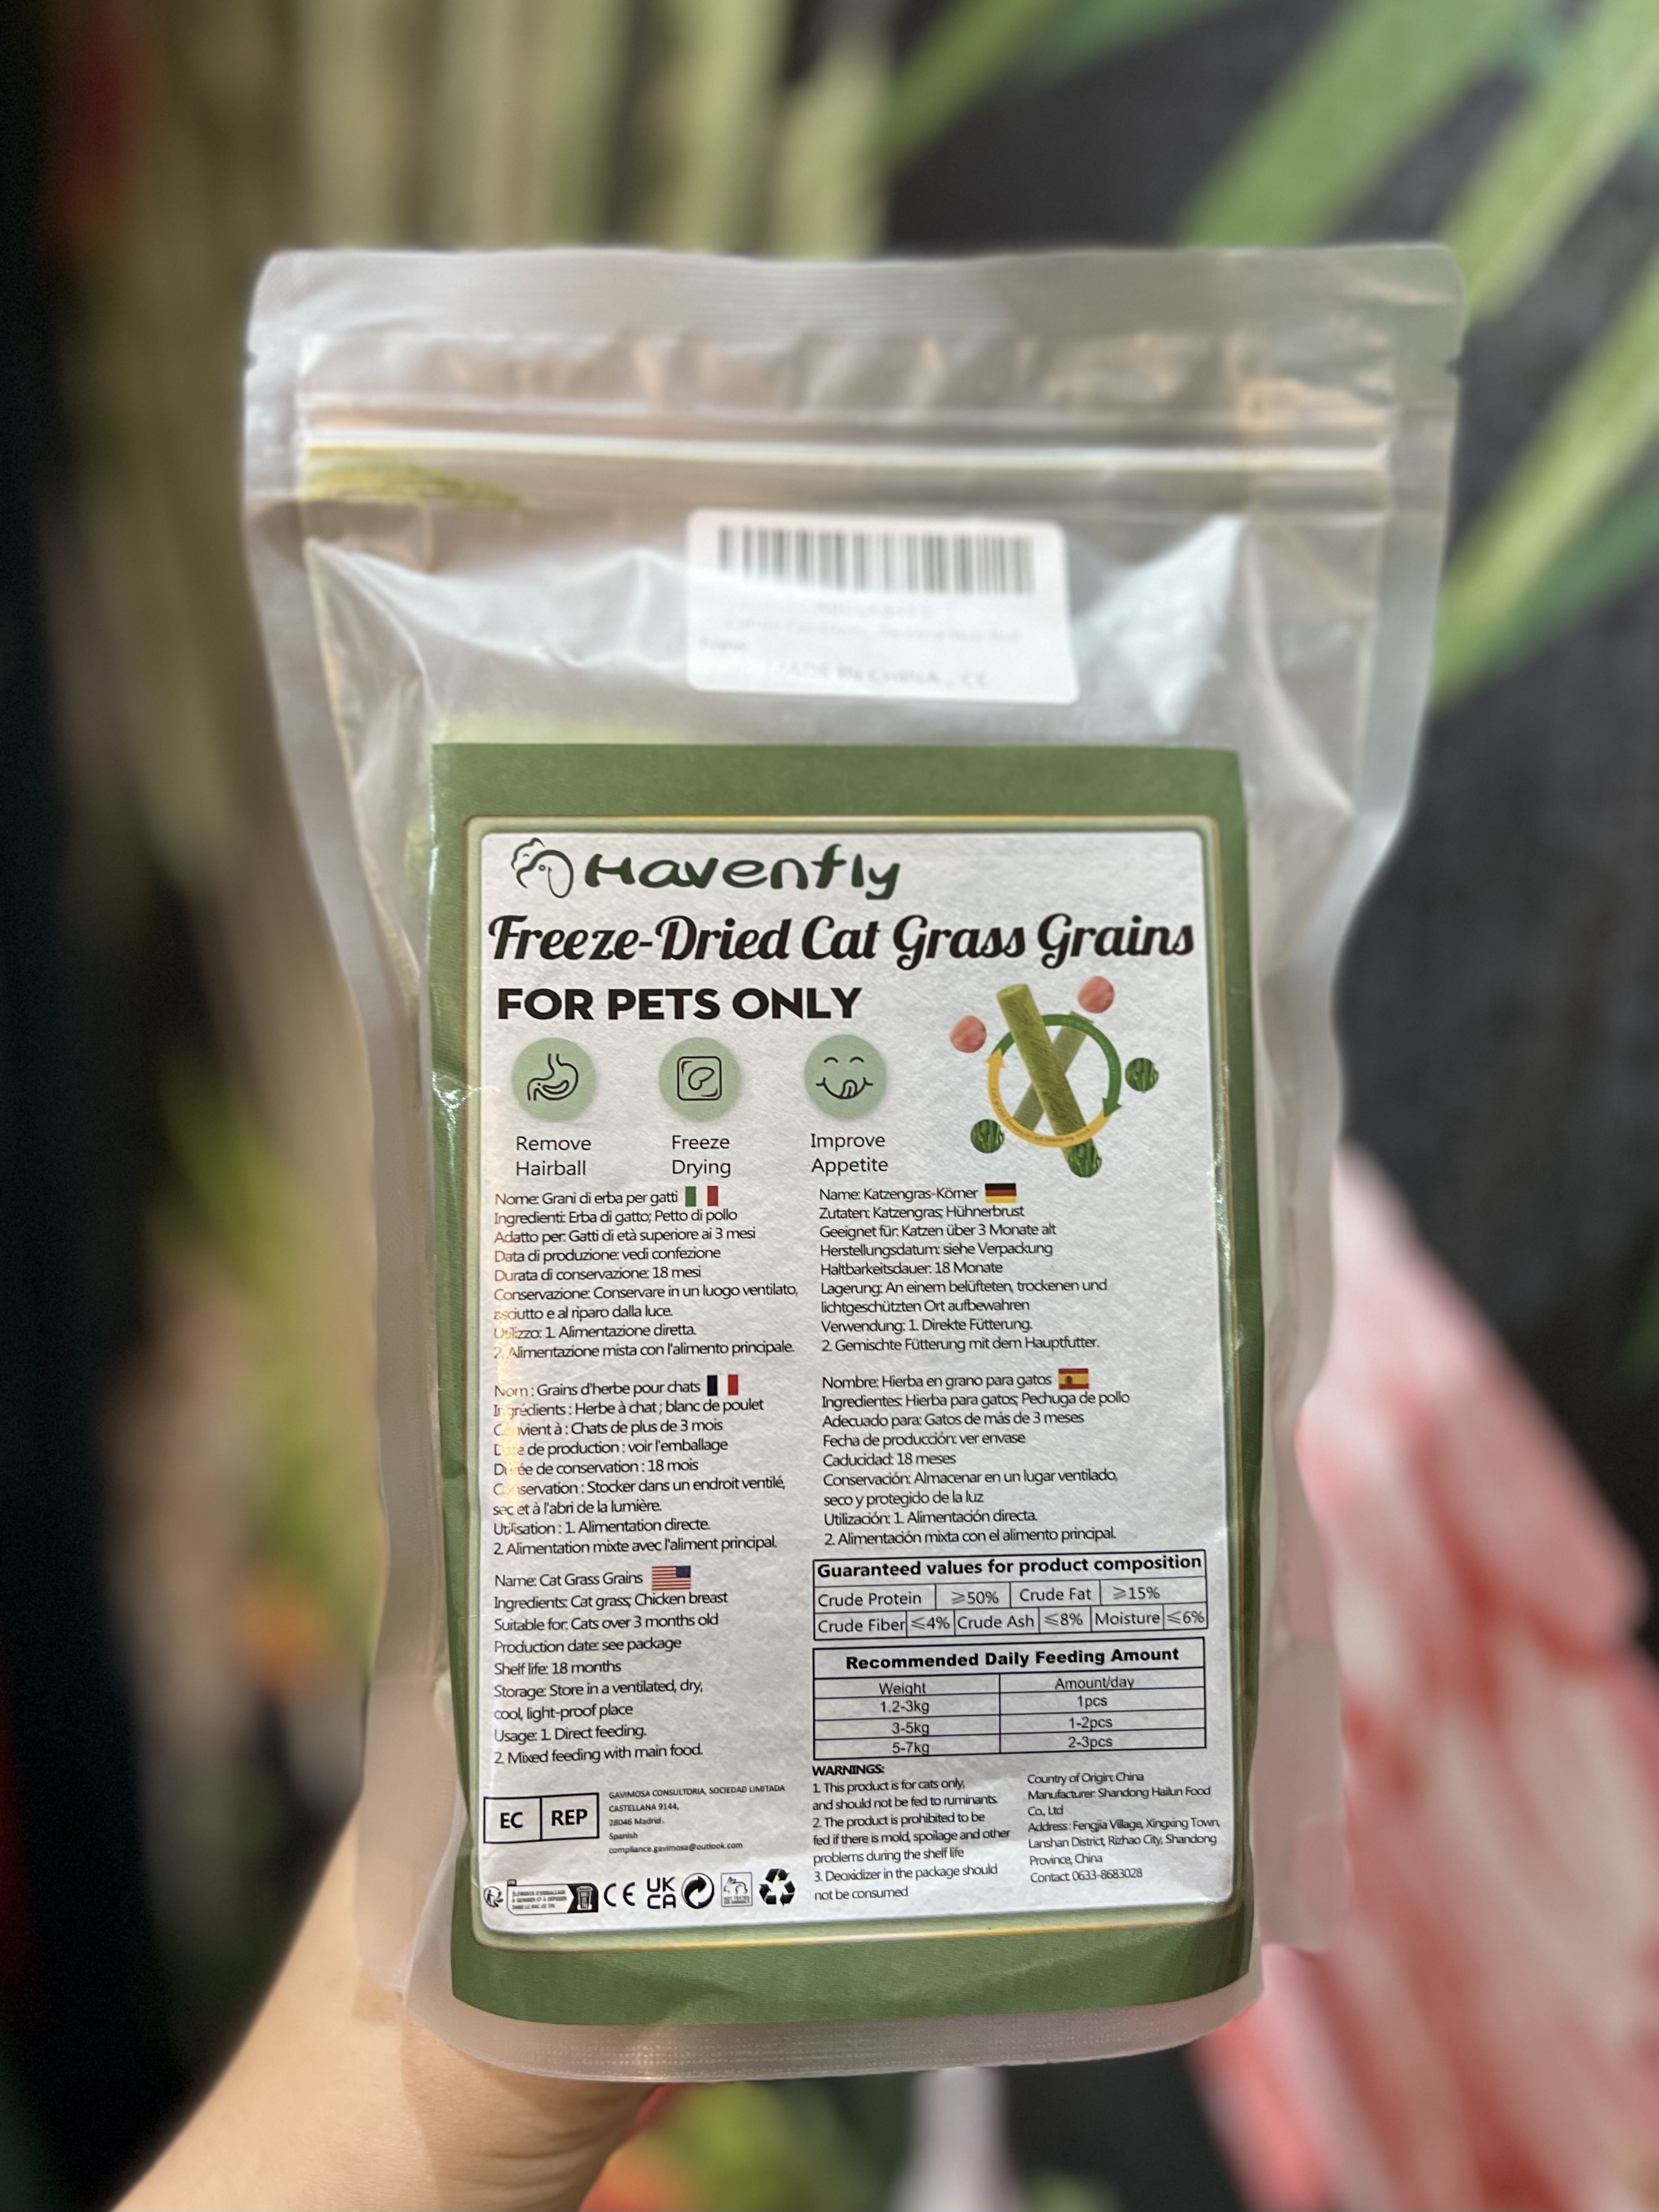 MADE IN CHINA , CE
Havenfly
Freeze-Dried Cat Grass Grains
FOR PETS ONLY
Remove
Hairball
Freeze
Drying
Improve
Appetite
Nome: Grani di erba per gatti
Ingredienti: Erba di gatto; Petto di pollo
Adatto per: Gatti di età superiore ai 3 mesi
Data di produzione: vedi confezione
Durata di conservazione: 18 mesi
Conservazione: Conservare in un luogo ventilato,
asciutto e al riparo dalla luce.
Utilizzo: 1. Alimentazione diretta.
2. Alimentazione mista con l'alimento principale.
Nom : Grains d'herbe pour chats
Ingrédients : Herbe à chat ; blanc de poulet
Convient à : Chats de plus de 3 mois
Date de production : voir l'emballage
Durée de conservation : 18 mois
Conservation : Stocker dans un endroit ventilé,
sec et à l'abri de la lumière.
Utilisation : 1. Alimentation directe.
2. Alimentation mixte avec l'aliment principal.
Name: Cat Grass Grains
Ingredients: Cat grass; Chicken breast
Suitable for: Cats over 3 months old
Production date: see package
Shelf life: 18 months
Storage: Store in a ventilated, dry,
cool, light-proof place
Usage: 1. Direct feeding.
2. Mixed feeding with main food.
Name: Katzengras-Körner
Zutaten: Katzengras; Hühnerbrust
Geeignet für: Katzen über 3 Monate alt
Herstellungsdatum: siehe Verpackung
Haltbarkeitsdauer: 18 Monate
Lagerung: An einem belüfteten, trockenen und
lichtgeschützten Ort aufbewahren
Verwendung: 1. Direkte Fütterung.
2. Gemischte Fütterung mit dem Hauptfutter.
Nombre: Hierba en grano para gatos
Ingredientes: Hierba para gatos; Pechuga de pollo
Adecuado para: Gatos de más de 3 meses
Fecha de producción: ver envase
Caducidad: 18 meses
Conservación: Almacenar en un lugar ventilado,
seco y protegido de la luz
Utilización: 1. Alimentación directa.
2. Alimentación mixta con el alimento principal.
Guaranteed values for product composition
Crude Protein ≥50% Crude Fat ≥15%
Crude Fiber ≤4% Crude Ash ≤8% Moisture ≤6%
Recommended Daily Feeding Amount
Weight Amount/day
1.2-3kg 1pcs
3-5kg 1-2pcs
5-7kg 2-3pcs
EC REP
GAVIMOSA CONSULTORIA, SOCIEDAD LIMITADA
CASTELLANA 9144,
28046 Madrid,
Spanish
compliance.gavimosa@outlook.com
CE UK CA
WARNINGS:
1. This product is for cats only,
and should not be fed to ruminants.
2. The product is prohibited to be
fed if there is mold, spoilage and other
problems during the shelf life
3. Deoxidizer in the package should
not be consumed
Country of Origin: China
Manufacturer: Shandong Hailun Food
Co., Ltd
Address : Fengjia Village, Xingxing Town,
Lanshan District, Rizhao City, Shandong
Province, China
Contact: 0633-8683028